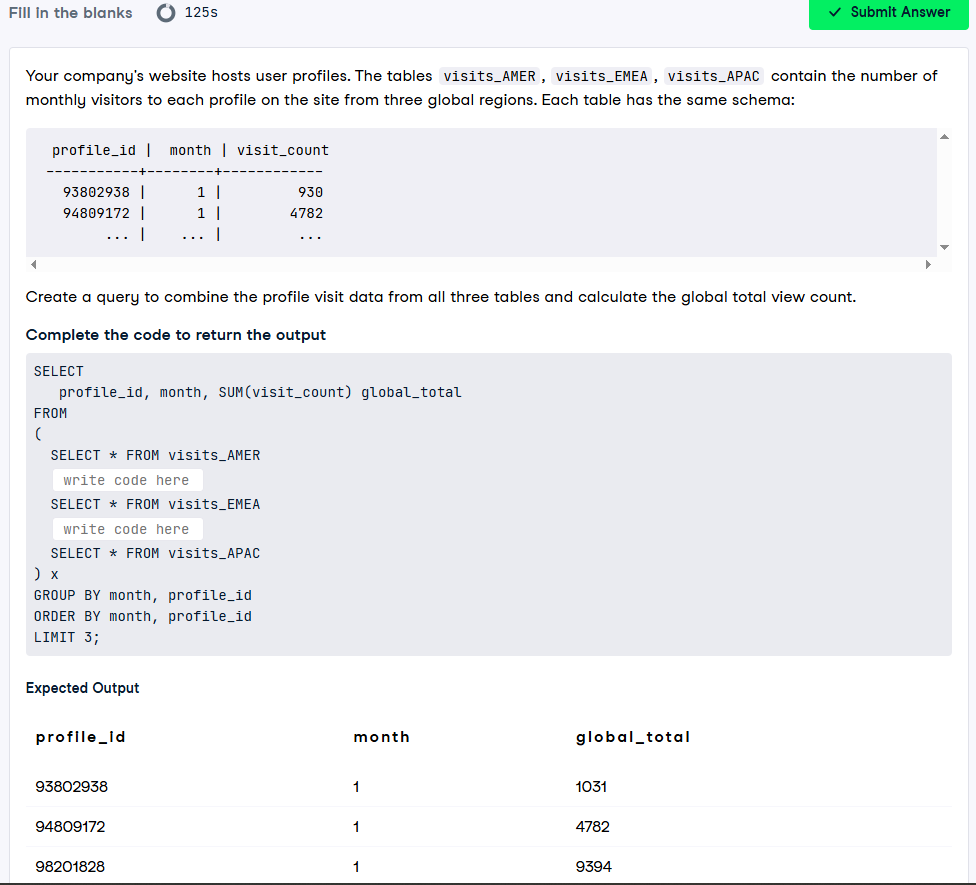 Fill in the blanks 125s Submit Answer
Your company's website hosts user profiles. The tables visits_AMER, visits_EMEA, visits_APAC contain the number of
monthly visitors to each profile on the site from three global regions. Each table has the same schema:
profile_id | month | visit_count
-----------+--------+------------
93802938 | 1 | 930
94809172 | 1 | 4782
... | ... | ...
Create a query to combine the profile visit data from all three tables and calculate the global total view count.
Complete the code to return the output
SELECT
profile_id, month, SUM(visit_count) global_total
FROM
(
SELECT * FROM visits_AMER
write code here
SELECT * FROM visits_EMEA
write code here
SELECT * FROM visits_APAC
) x
GROUP BY month, profile_id
ORDER BY month, profile_id
LIMIT 3;
Expected Output
profile_id month global_total
93802938 1 1031
94809172 1 4782
98201828 1 9394